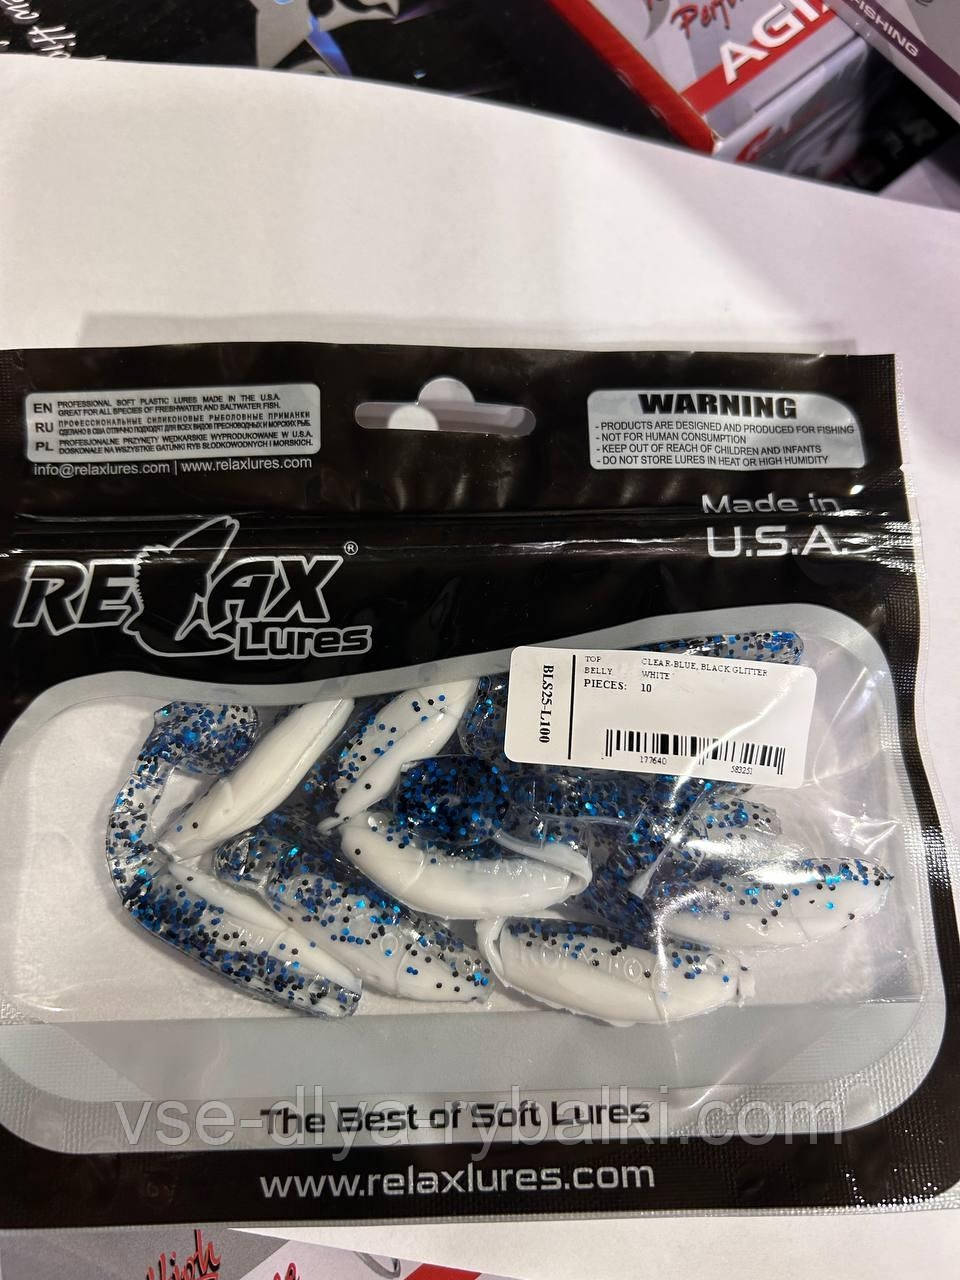 AGI
FISHING
EN PROFESSIONAL SOFT PLASTIC LURES MADE IN THE U.S.A.
GREAT FOR ALL SPECIES OF FRESHWATER AND SALTWATER FISH.
RU ПРОФЕССИОНАЛЬНЫЕ СИЛИКОНОВЫЕ РЫБОЛОВНЫЕ ПРИМАНКИ
СДЕЛАНО В США ОТЛИЧНО ПОДХОДЯТ ДЛЯ ВСЕХ ВИДОВ ПРЕСНОВОДНЫХ И МОРСКИХ РЫБ.
PL PROFESJONALNE PRZYNĘTY WĘDKARSKIE WYPRODUKOWANE W U.S.A.
DOSKONAŁE NA WSZYSTKIE GATUNKI RYB SŁODKOWODNYCH I MORSKICH.
info@relaxlures.com | www.relaxlures.com
WARNING
- PRODUCTS ARE DESIGNED AND PRODUCED FOR FISHING
- NOT FOR HUMAN CONSUMPTION
- KEEP OUT OF REACH OF CHILDREN AND INFANTS
- DO NOT STORE LURES IN HEAT OR HIGH HUMIDITY
Made in
U.S.A.
RELAX®
Lures
BLS25-L100
TOP CLEAR-BLUE, BLACK GLITTER
BELLY WHITE
PIECES: 10
177640 583251
The Best of Soft Lures
vse-dlya-rybalki.com
www.relaxlures.com
High